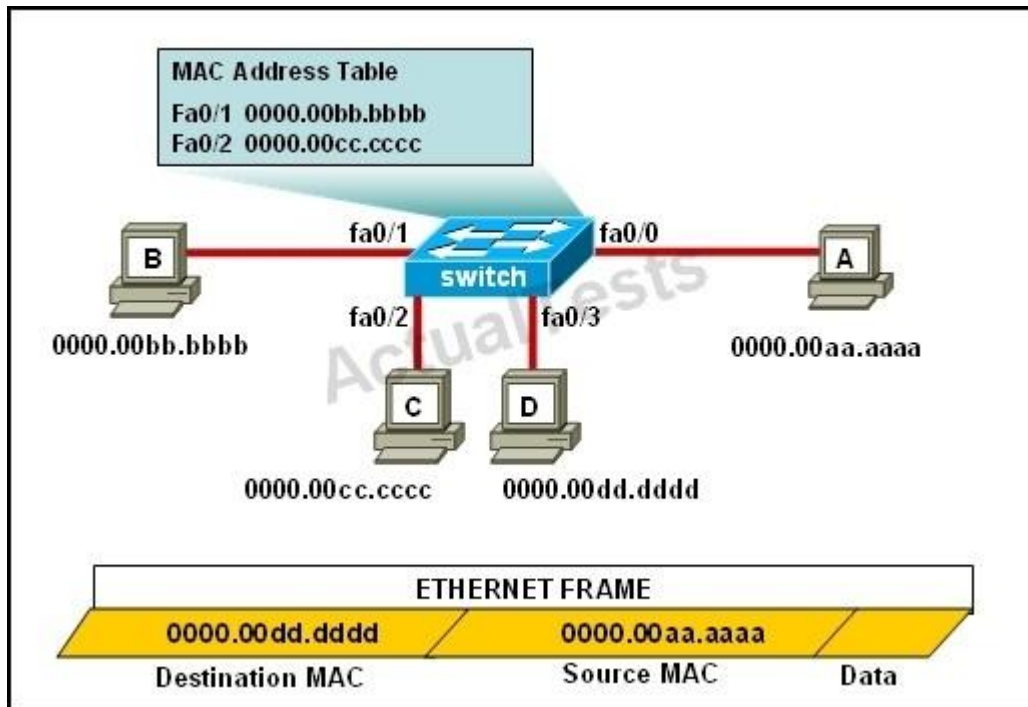 MAC Address Table
Fa0/1 0000.00bb.bbbb
Fa0/2 0000.00cc.cccc
fa0/1
fa0/0
B
A
switch
fa0/2
fa0/3
0000.00bb.bbbb
0000.00aa.aaaa
ActualTests
C
D
0000.00cc.cccc
0000.00dd.dddd
ETHERNET FRAME
0000.00dd.dddd
0000.00aa.aaaa
Destination MAC
Source MAC
Data